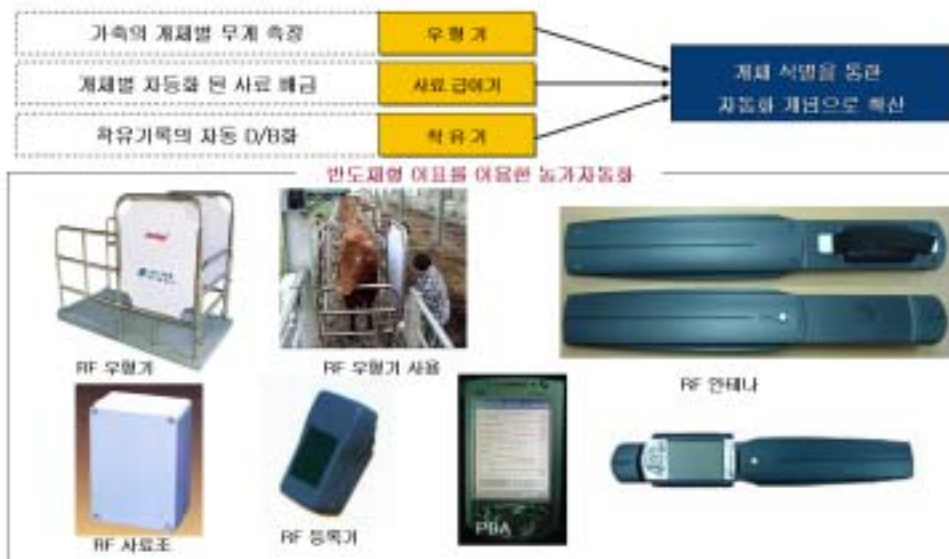 가축의 개체별 무게 측정
우형기
개체별 자동화 된 사료 배급
사료 급이기
착유기록의 자동 D/B화
착유기
개체 식별을 통한
자동화 개념으로 확산
반도체형 이표를 이용한 농가자동화
RF 우형기
RF 우형기 사용
RF 안테나
RF 사료조
RF 등록기
PDA